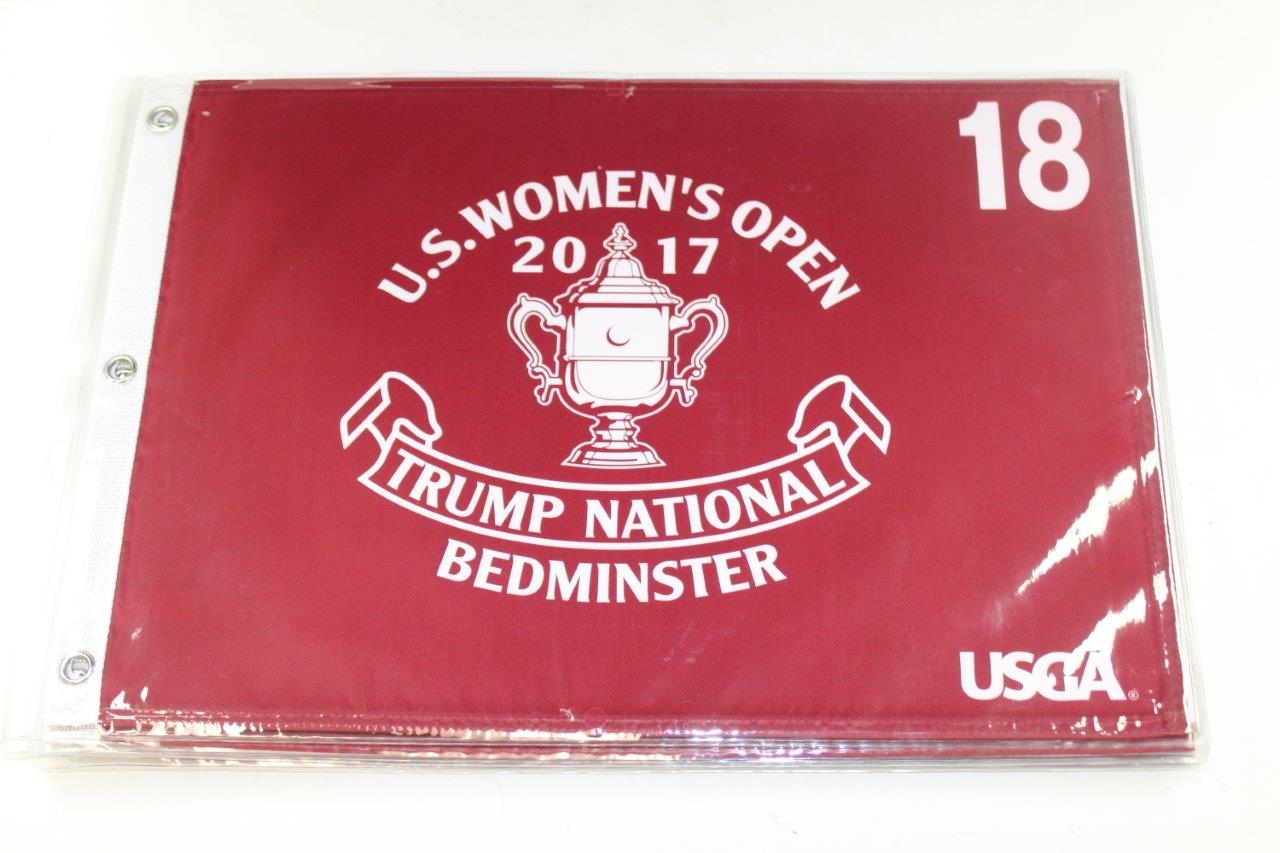 18
U.S.WOMEN'S OPEN
20 17
TRUMP NATIONAL
BEDMINSTER
USGA®